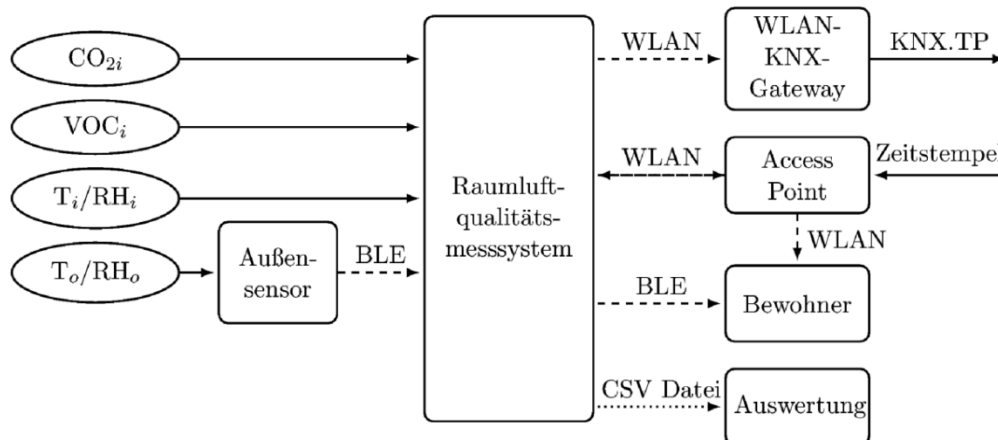 CO₂ᵢ
VOCᵢ
Tᵢ/RHᵢ
Tₒ/RHₒ
Außen-
sensor
BLE
Raumluft-
qualitäts-
messsystem
WLAN
WLAN-
KNX-
Gateway
KNX.TP
WLAN
Access
Point
Zeitstempel
WLAN
BLE
Bewohner
CSV Datei
Auswertung